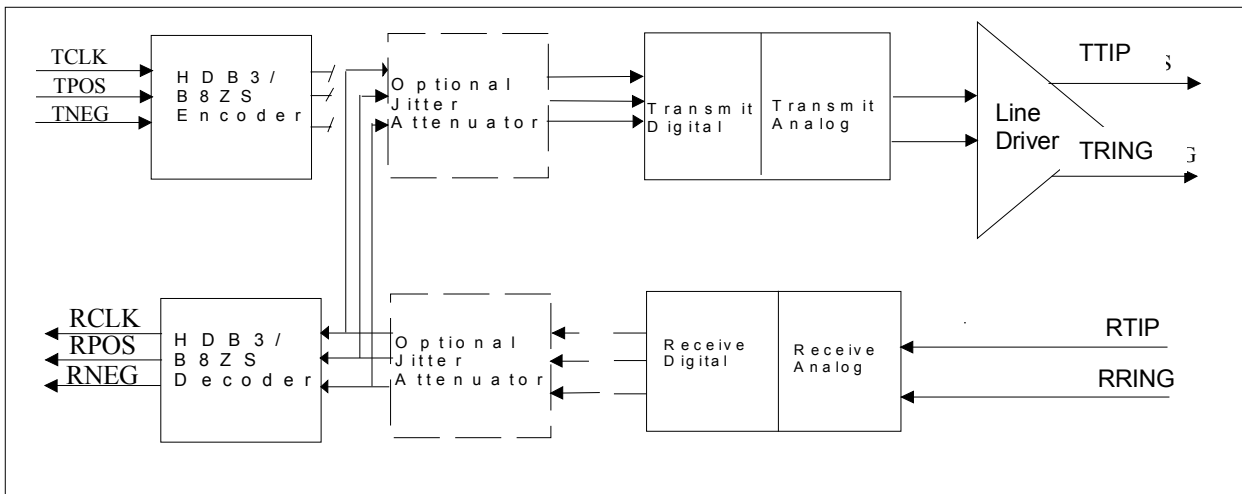 TCLK
TPOS
TNEG
HDB3/
B8ZS
Encoder
Optional
Jitter
Attenuator
Transmit
Digital
Transmit
Analog
Line
Driver
TTIP
S
TRING
G
RCLK
RPOS
RNEG
HDB3/
B8ZS
Decoder
Optional
Jitter
Attenuator
Receive
Digital
Receive
Analog
RTIP
RRING